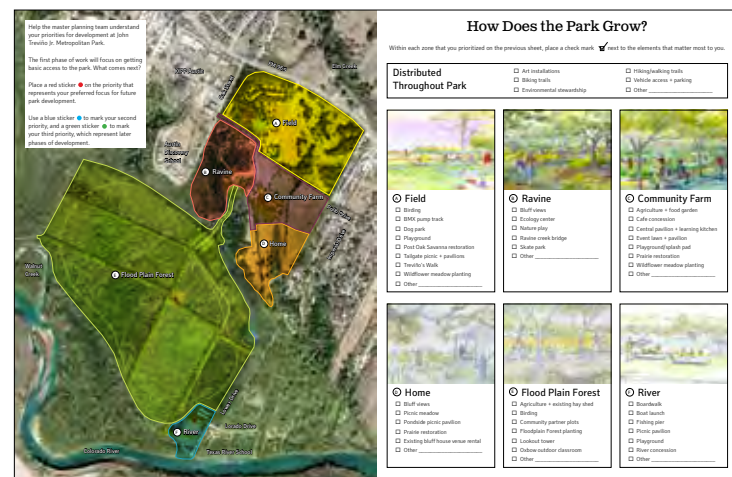 Help the master planning team understand
your priorities for development at John
Treviño Jr. Metropolitan Park.
The first phase of work will focus on getting
basic access to the park. What comes next?
Place a red sticker on the priority that
represents your preferred focus for future
park development.
Use a blue sticker to mark your second
priority, and a green sticker to mark
your third priority, which represent later
phases of development.
Elm Creek
A Field
Austin
Discovery
School
B Ravine
C Community Farm
D Home
Walnut
Creek
E Flood Plain Forest
F River
Colorado River
Texas River School
How Does the Park Grow?
Within each zone that you prioritized on the previous sheet, place a check mark next to the elements that matter most to you.
Distributed
Throughout Park
Art installations
Biking trails
Environmental stewardship
Hiking/walking trails
Vehicle access + parking
Other
A Field
Birding
BMX pump track
Dog park
Playground
Post Oak Savanna restoration
Tailgate picnic + pavilions
Treviño's Walk
Wildflower meadow planting
Other
B Ravine
Bluff views
Ecology center
Nature play
Ravine creek bridge
Skate park
Other
C Community Farm
Agriculture + food garden
Cafe concession
Central pavilion + learning kitchen
Event lawn + pavilion
Playground/splash pad
Prairie restoration
Wildflower meadow planting
Other
D Home
Bluff views
Picnic meadow
Pondside picnic pavilion
Prairie restoration
Existing bluff house venue rental
Other
E Flood Plain Forest
Agriculture + existing hay shed
Birding
Community partner plots
Floodplain Forest planting
Lookout tower
Oxbow outdoor classroom
Other
F River
Boardwalk
Boat launch
Fishing pier
Picnic pavilion
Playground
River concession
Other